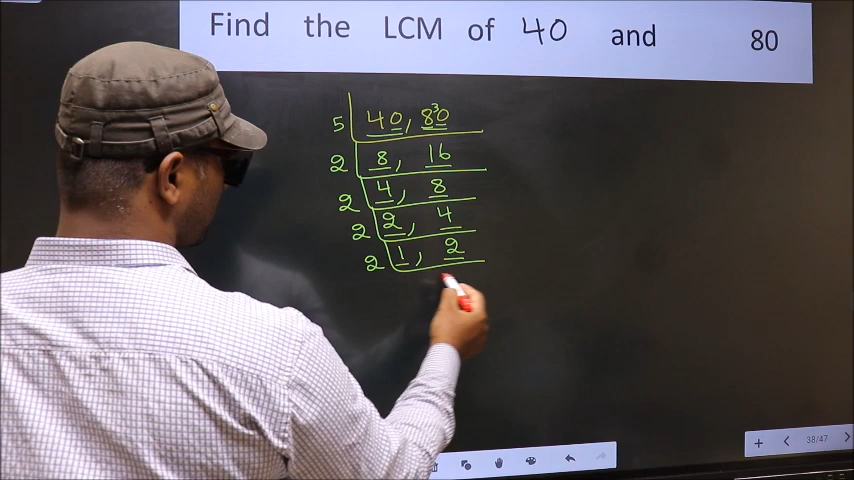 Find the LCM of 40 and 80
5 40, 8³0
2 8, 16
2 4, 8
2 2, 4
2 1, 2
38/47